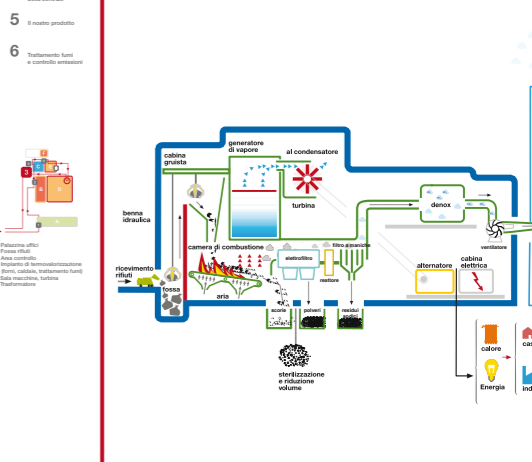 5 Il nostro prodotto
6 Trattamento fumi
e controllo emissioni
3
Palazzina uffici
Fossa rifiuti
Area controllo
Impianto di termovalorizzazione
(forni, caldaie, trattamento fumi)
Sala macchine, turbina
Trasformatore
generatore
di vapore
al condensatore
cabina
gruista
turbina
denox
benna
idraulica
camera di combustione
elettrofiltro
filtro a maniche
ventilatore
cabina
elettrica
alternatore
ricevimento
rifiuti
reattore
fossa
aria
scorie
polveri
residui
sodici
calore
sterilizzazione
e riduzione
volume
Energia